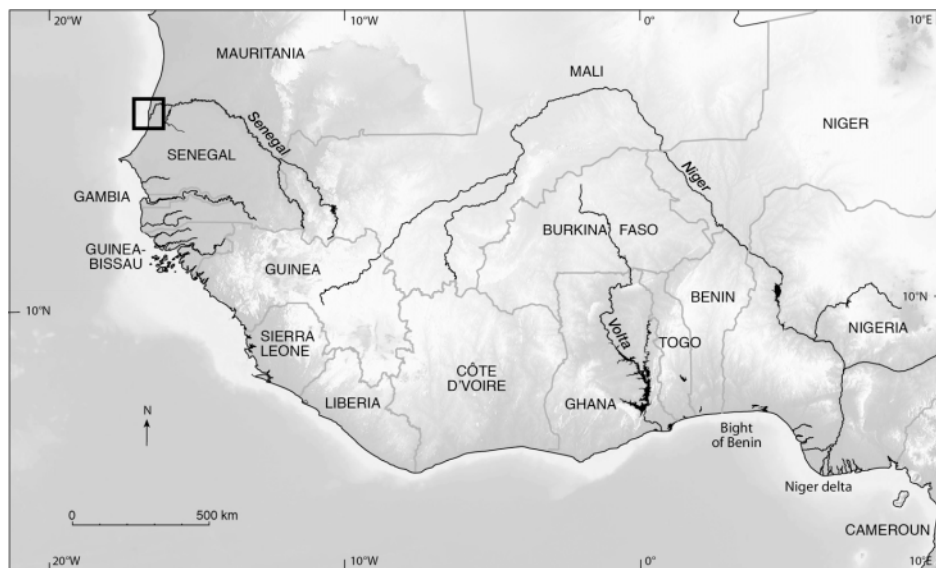 20°W
10°W
0°
10°E
MAURITANIA
MALI
NIGER
Senegal
SENEGAL
Niger
GAMBIA
BURKINA FASO
GUINEA-
BISSAU
GUINEA
BENIN
10°N
10°N
SIERRA
LEONE
Volta
TOGO
NIGERIA
CÔTE
D'VOIRE
LIBERIA
GHANA
N
Bight
of Benin
Niger delta
0
500 km
CAMEROUN
20°W
10°W
0°
10°E